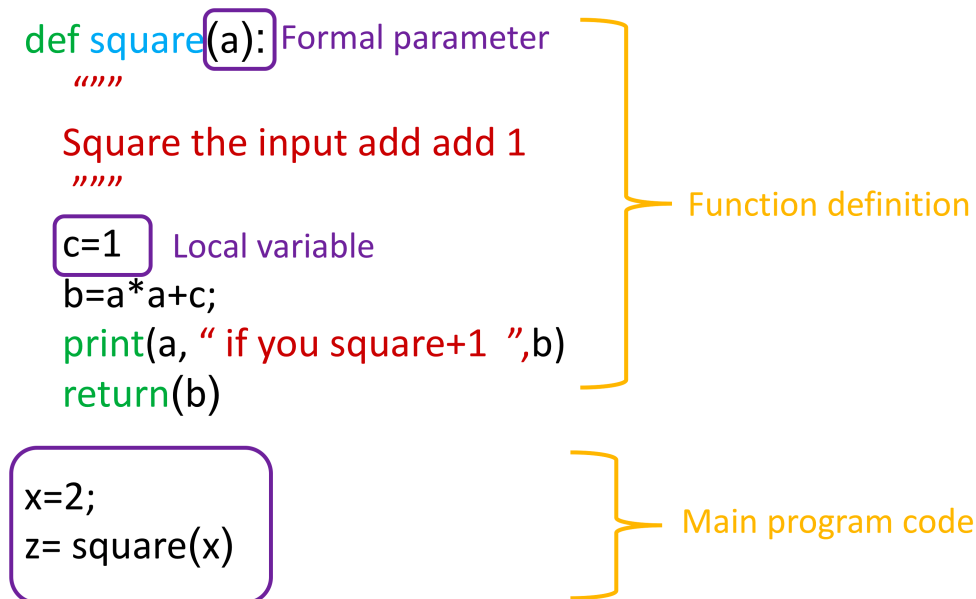 def square(a): Formal parameter
“””
Square the input add add 1
”””
Function definition
c=1 Local variable
b=a*a+c;
print(a, “ if you square+1 ”,b)
return(b)
x=2;
Main program code
z= square(x)